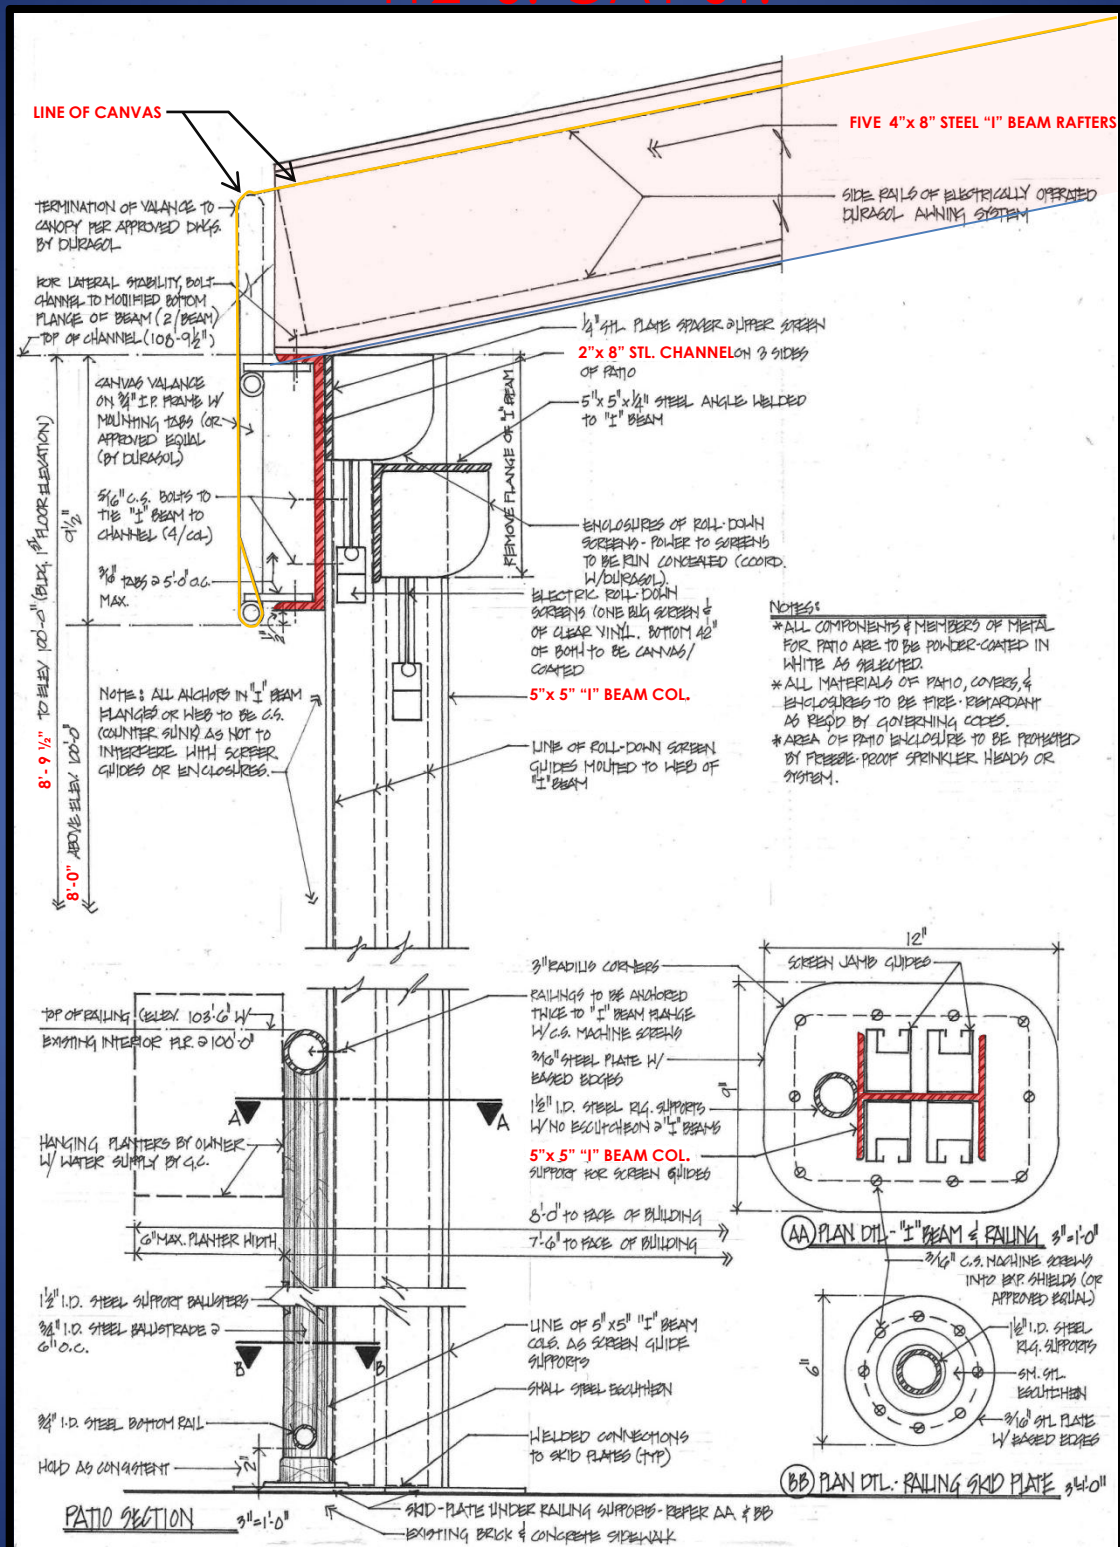 LINE OF CANVAS
FIVE 4"x 8" STEEL “I” BEAM RAFTERS
TERMINATION OF VALANCE TO
CANOPY PER APPROVED DWGS.
BY DURASOL
SIDE RAILS OF ELECTRICALLY OPERATED
DURASOL AWNING SYSTEM
FOR LATERAL STABILITY, BOLT
CHANNEL TO MODIFIED BOTTOM
FLANGE OF BEAM (2/BEAM)
TOP OF CHANNEL (108'-9½")
¼" STL. PLATE SPACER @ UPPER SCREEN
2"x 8" STL. CHANNEL ON 3 SIDES
OF PATIO
5"x 5"x ¼" STEEL ANGLE WELDED
TO "I" BEAM
CANVAS VALANCE
ON ¾" I.P. FRAME W/
MOUNTING TABS (OR
APPROVED EQUAL
(BY DURASOL)
REMOVE FLANGE OF "I" BEAM
5/16" C.S. BOLTS TO
TIE "I" BEAM TO
CHANNEL (4/COL)
3/16" TABS @ 5'-0" O.C.
MAX.
½"
9½"
8’- 9 ½” TO ELEV 100'-0" (BLDG. 1ST FLOOR ELEVATION)
8’-0” ABOVE ELEV 100'-0"
ENCLOSURES OF ROLL-DOWN
SCREENS - POWER TO SCREENS
TO BE RUN CONCEALED (COORD.
W/DURASOL)
ELECTRIC ROLL-DOWN
SCREENS (ONE BUG SCREEN &
OF CLEAR VINYL. BOTTOM 42"
OF BOTH TO BE CANVAS/
COATED
5”x 5” “I” BEAM COL.
NOTE: ALL ANCHORS IN "I" BEAM
FLANGES OR WEB TO BE C.S.
(COUNTER SUNK) AS NOT TO
INTERFERE WITH SCREEN
GUIDES OR ENCLOSURES.
LINE OF ROLL-DOWN SCREEN
GUIDES MOUTED TO WEB OF
"I" BEAM
NOTES:
* ALL COMPONENTS & MEMBERS OF METAL
FOR PATIO ARE TO BE POWDER-COATED IN
WHITE AS SELECTED.
* ALL MATERIALS OF PATIO, COVERS, &
ENCLOSURES TO BE FIRE-RETARDANT
AS REQ'D BY GOVERNING CODES.
* AREA OF PATIO ENCLOSURE TO BE PROTECTED
BY FREEZE-PROOF SPRINKLER HEADS OR
SYSTEM.
TOP OF RAILING (ELEV. 103'-6" W/
EXISTING INTERIOR FLR. @ 100'-0"
3" RADIUS CORNERS
RAILINGS TO BE ANCHORED
TWICE TO "I" BEAM FLANGE
W/C.S. MACHINE SCREWS
3/16" STEEL PLATE W/
EASED EDGES
1½" I.D. STEEL RLG. SUPPORTS
W/NO ESCUTCHEON @ "I" BEAMS
5”x 5” “I” BEAM COL.
SUPPORT FOR SCREEN GUIDES
12"
SCREEN JAMB GUIDES
9"
A
A
HANGING PLANTERS BY OWNER
W/ WATER SUPPLY BY G.C.
8'-0" TO FACE OF BUILDING
6" MAX. PLANTER WIDTH
7'-6" TO FACE OF BUILDING
AA PLAN DTL - "I" BEAM & RAILING 3"=1'-0"
3/16" C.S. MACHINE SCREWS
INTO EXP. SHIELDS (OR
APPROVED EQUAL)
1½" I.D. STEEL SUPPORT BALUSTERS
¾" I.D. STEEL BALUSTRADE @
6" O.C.
B
B
LINE OF 5"x5" "I" BEAM
COLS. AS SCREEN GUIDE
SUPPORTS
SMALL STEEL ESCUTCHEON
1½" I.D. STEEL
RLG. SUPPORTS
SM. STL.
ESCUTCHEN
3/16" STL PLATE
W/ EASED EDGES
6"
¾" I.D. STEEL BOTTOM RAIL
HOLD AS CONSISTENT
2"
WELDED CONNECTIONS
TO SKID PLATES (TYP)
BB PLAN DTL. - RAILING SKID PLATE 3"=1'-0"
PATIO SECTION 3"=1'-0"
SKID-PLATE UNDER RAILING SUPPORTS - REFER AA & BB
EXISTING BRICK & CONCRETE SIDEWALK